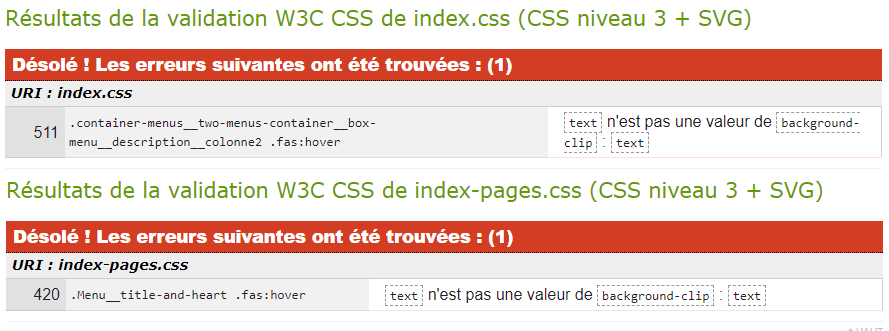 Résultats de la validation W3C CSS de index.css (CSS niveau 3 + SVG)
Désolé ! Les erreurs suivantes ont été trouvées : (1)
URI : index.css
511 .container-menus__two-menus-container__box-menu__description__colonne2 .fas:hover text n'est pas une valeur de background-clip : text
Résultats de la validation W3C CSS de index-pages.css (CSS niveau 3 + SVG)
Désolé ! Les erreurs suivantes ont été trouvées : (1)
URI : index-pages.css
420 .Menu__title-and-heart .fas:hover text n'est pas une valeur de background-clip : text